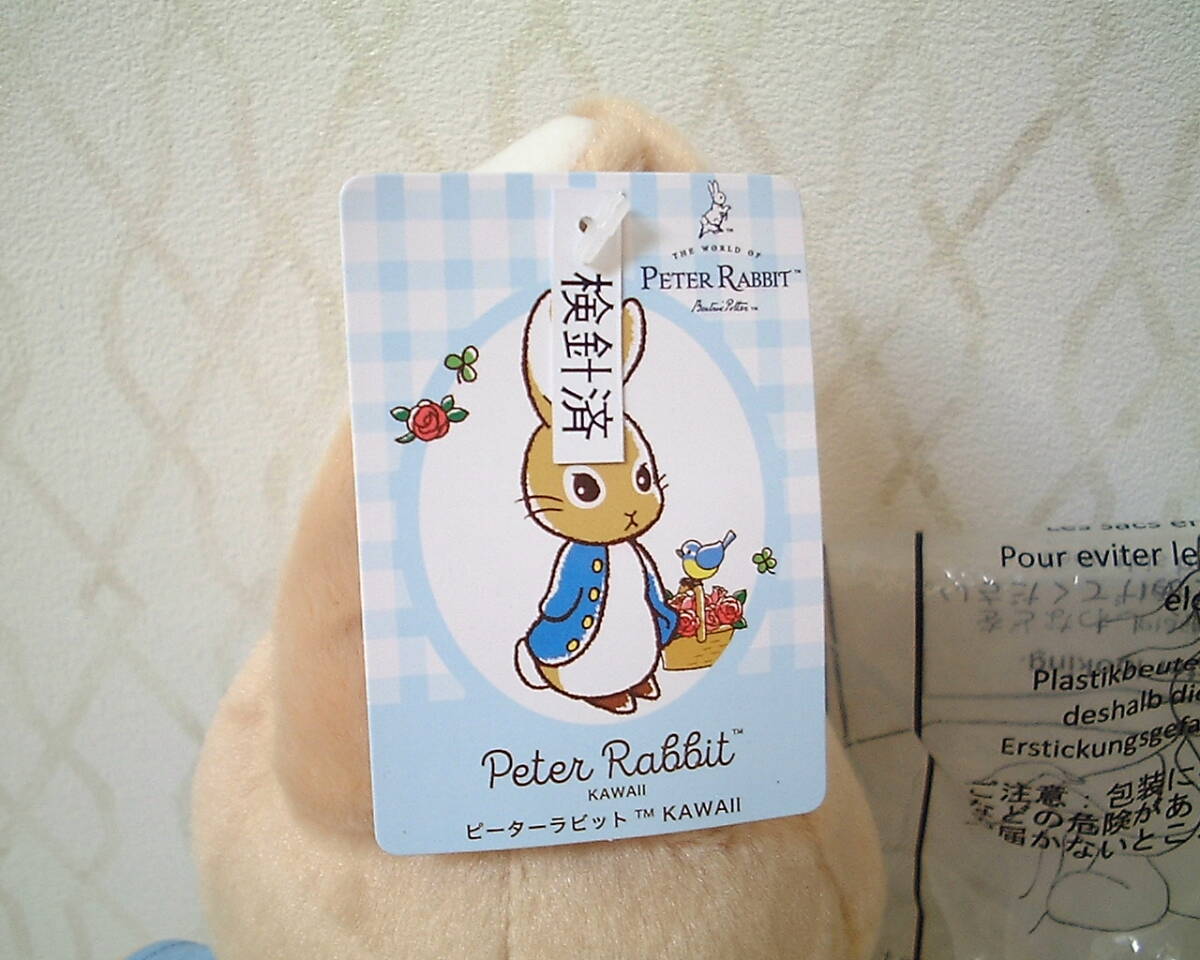 THE WORLD OF
PETER RABBIT™
Beatrix Potter™
検針済
Peter Rabbit™
KAWAII
ピーターラビット™ KAWAII
Pour eviter le
ele
Plastikbeute
deshalb di
Erstickungsgefa
ご注意:包装に
などの危険があ
届かないとこ